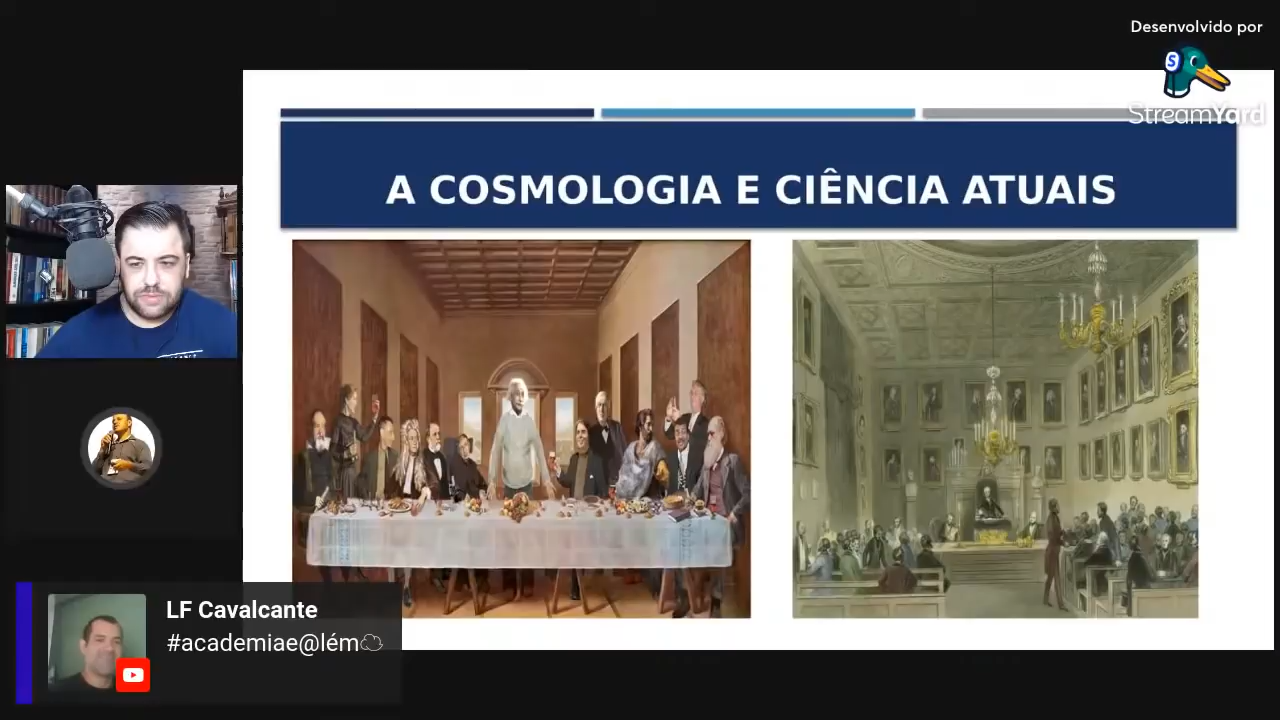 Desenvolvido por
StreamYard
A COSMOLOGIA E CIÊNCIA ATUAIS
LF Cavalcante
#academiae@lém